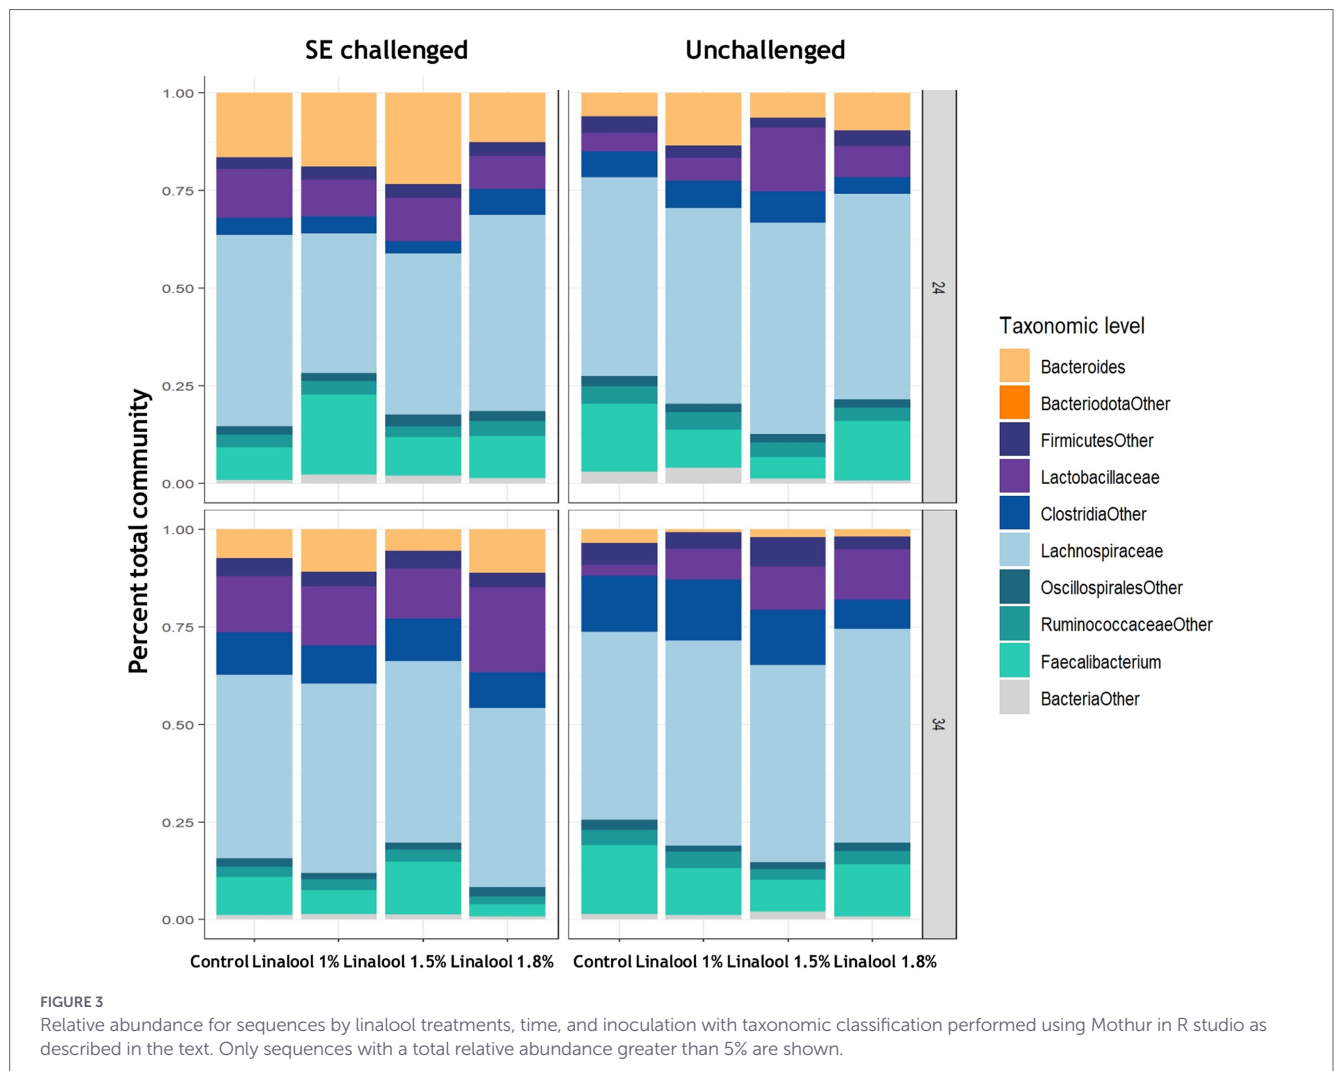 SE challenged
Unchallenged
Percent total community
1.00
0.75
0.50
0.25
0.00
24
1.00
0.75
0.50
0.25
0.00
34
Control Linalool 1% Linalool 1.5% Linalool 1.8%
Control Linalool 1% Linalool 1.5% Linalool 1.8%
Taxonomic level
Bacteroides
BacteriodotaOther
FirmicutesOther
Lactobacillaceae
ClostridiaOther
Lachnospiraceae
OscillospiralesOther
RuminococcaceaeOther
Faecalibacterium
BacteriaOther
FIGURE 3
Relative abundance for sequences by linalool treatments, time, and inoculation with taxonomic classification performed using Mothur in R studio as
described in the text. Only sequences with a total relative abundance greater than 5% are shown.